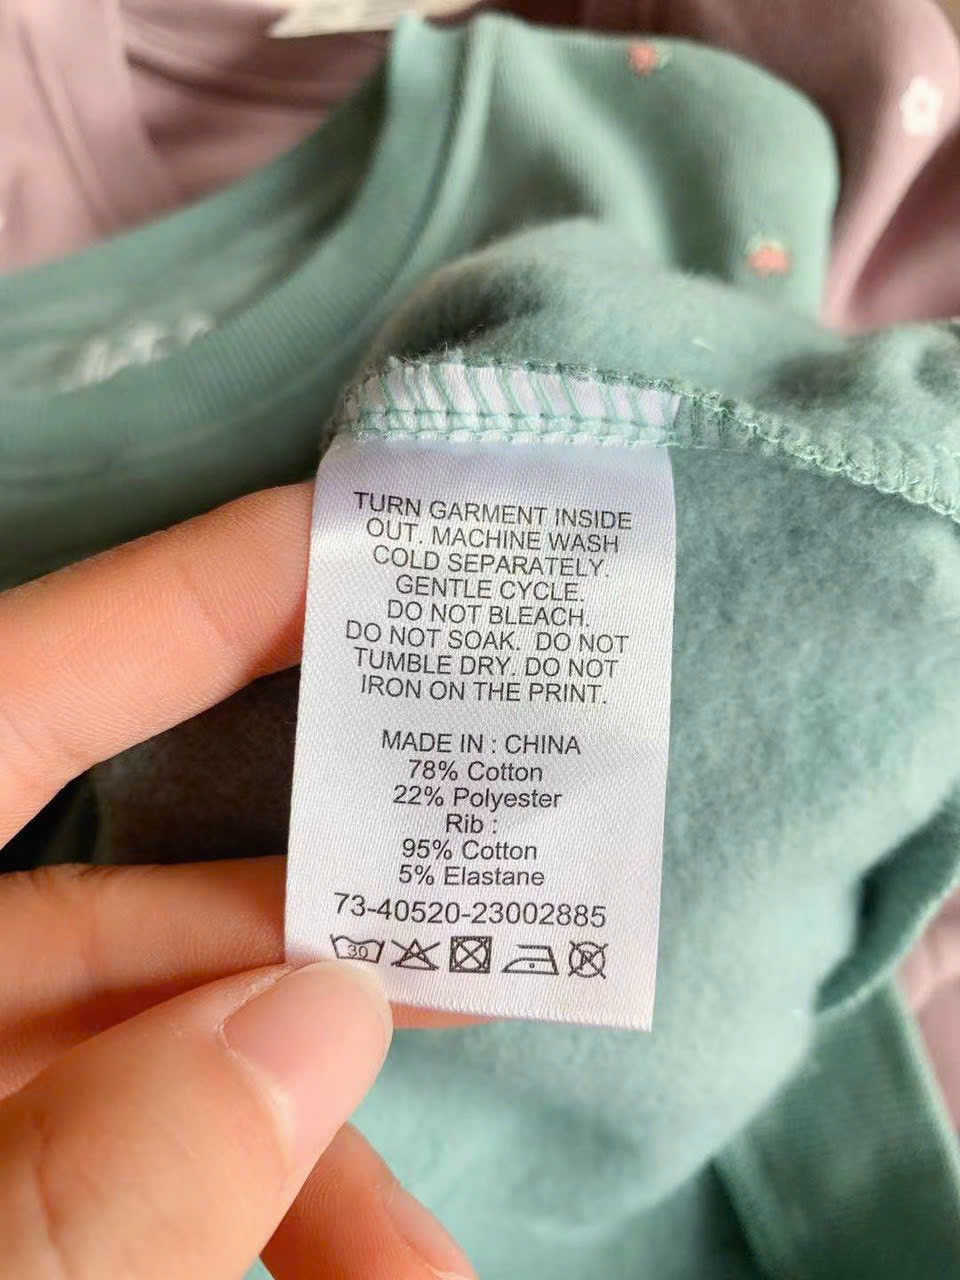 TURN GARMENT INSIDE
OUT. MACHINE WASH
COLD SEPARATELY.
GENTLE CYCLE.
DO NOT BLEACH.
DO NOT SOAK. DO NOT
TUMBLE DRY. DO NOT
IRON ON THE PRINT.
MADE IN : CHINA
78% Cotton
22% Polyester
Rib :
95% Cotton
5% Elastane
73-40520-23002885
30